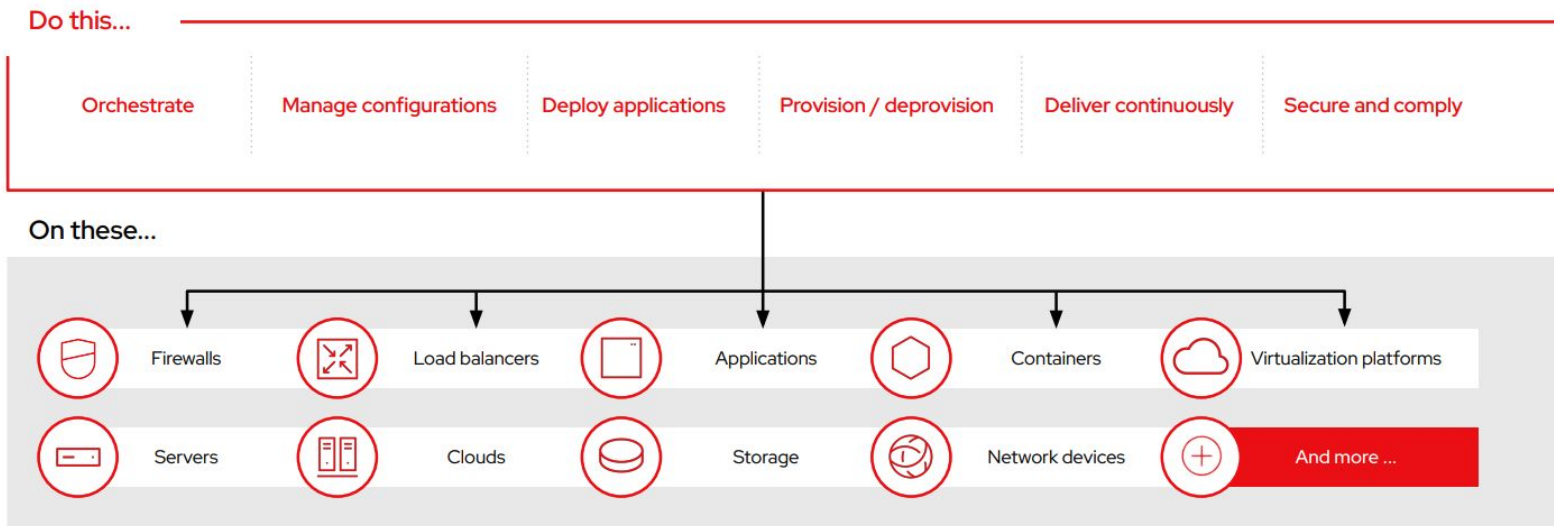 Do this...
Orchestrate
Manage configurations
Deploy applications
Provision / deprovision
Deliver continuously
Secure and comply
On these...
Firewalls
Load balancers
Applications
Containers
Virtualization platforms
Servers
Clouds
Storage
Network devices
And more ...